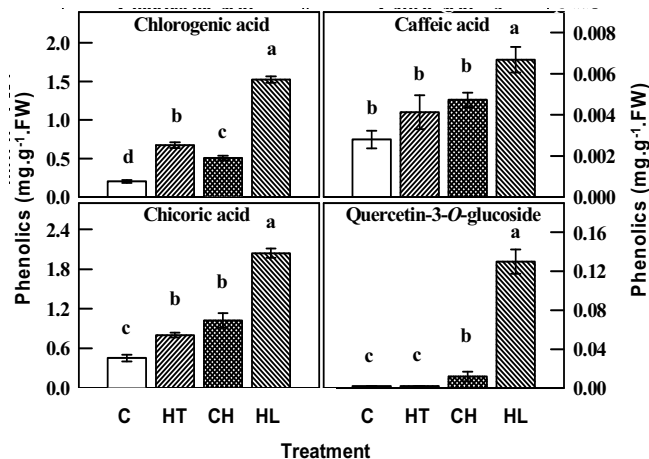 Chlorogenic acid
Caffeic acid
2.0
1.5
1.0
0.5
0.0
d
b
c
a
b
b
b
a
0.008
0.006
0.004
0.002
0.000
Phenolics (mg.g⁻¹.FW)
Phenolics (mg.g⁻¹.FW)
Chicoric acid
Quercetin-3-O-glucoside
2.4
1.8
1.2
0.6
0.0
c
b
b
a
c
c
b
a
0.16
0.12
0.08
0.04
0.00
C HT CH HL C HT CH HL
Treatment